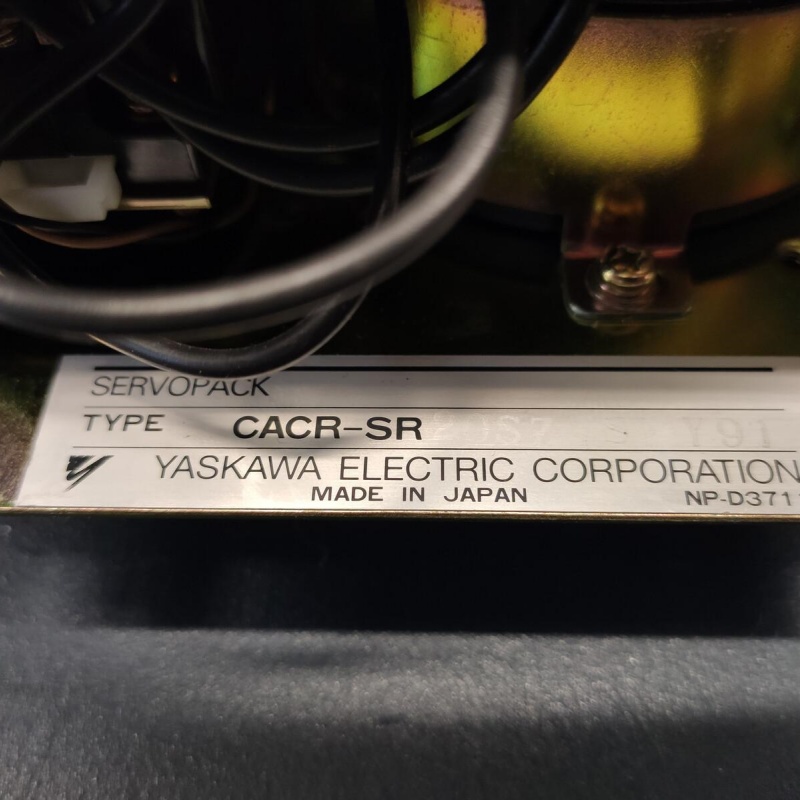 SERVOPACK
TYPE CACR-SR
YASKAWA ELECTRIC CORPORATION
MADE IN JAPAN
NP-D371